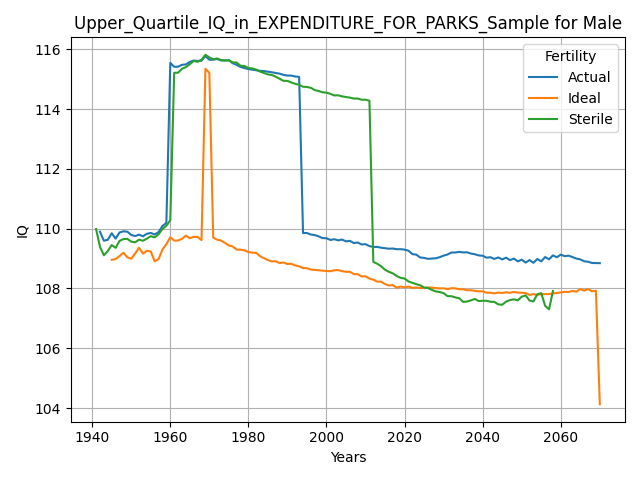 Upper_Quartile_IQ_in_EXPENDITURE_FOR_PARKS_Sample for Male
116
114
112
110
108
106
104
IQ
Fertility
Actual
Ideal
Sterile
1940
1960
1980
2000
2020
2040
2060
Years